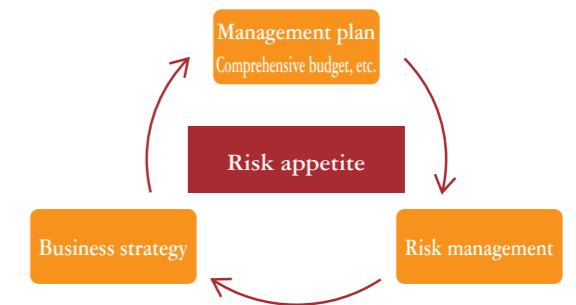 Management plan
Comprehensive budget, etc.
Risk appetite
Business strategy
Risk management